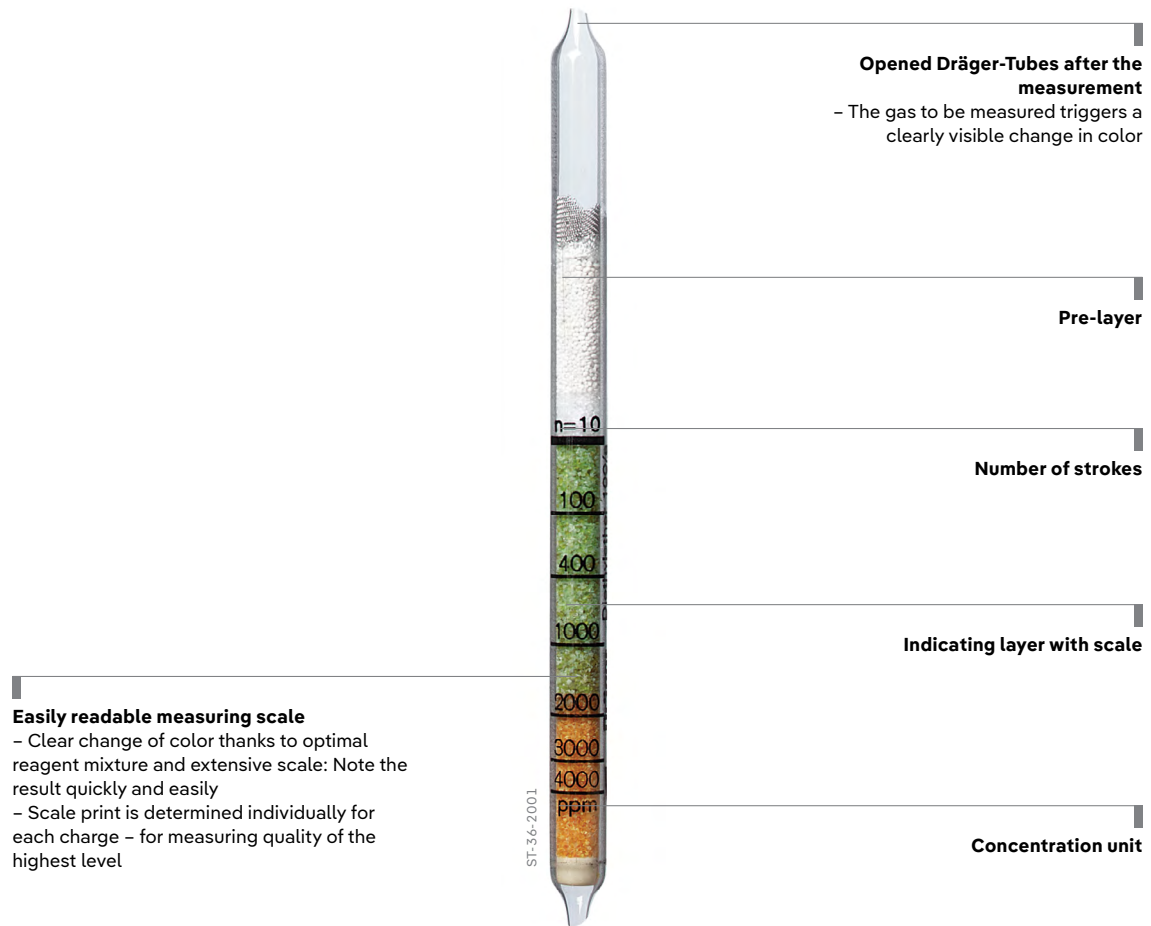 Opened Dräger-Tubes after the
measurement
– The gas to be measured triggers a
clearly visible change in color
Pre-layer
n=10
Number of strokes
100
400
1000
Indicating layer with scale
2000
3000
4000
ppm
Easily readable measuring scale
– Clear change of color thanks to optimal
reagent mixture and extensive scale: Note the
result quickly and easily
– Scale print is determined individually for
each charge – for measuring quality of the
highest level
ST-36-2001
Concentration unit